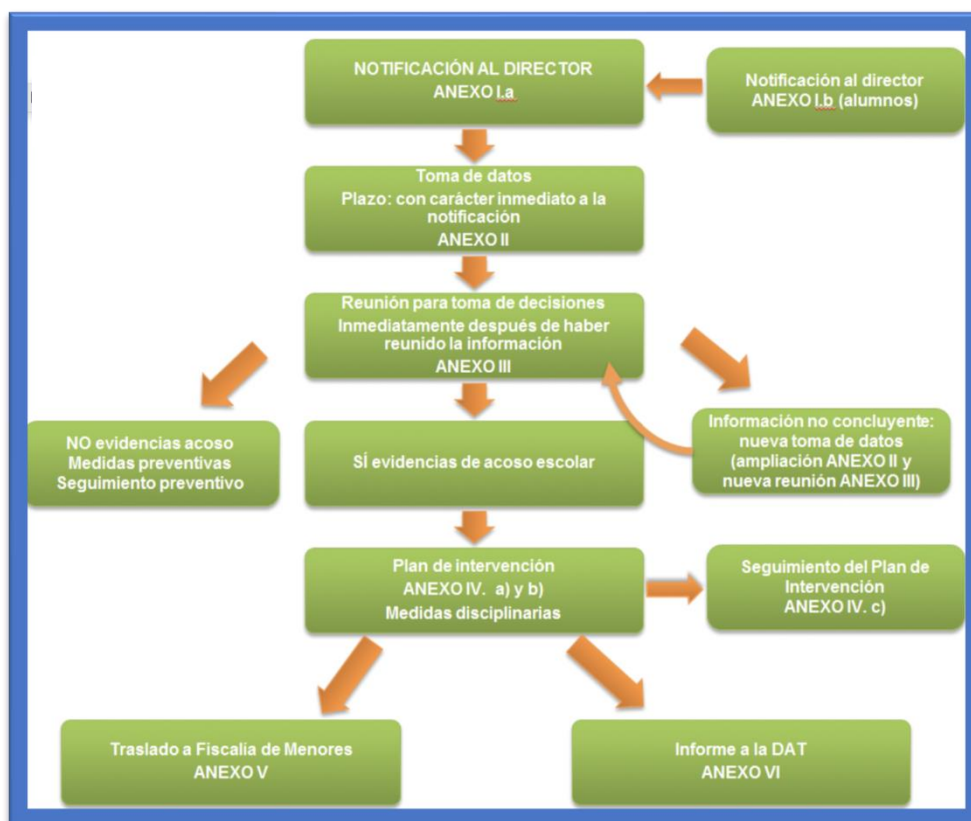 NOTIFICACIÓN AL DIRECTOR
ANEXO I.a
Notificación al director
ANEXO I.b (alumnos)
Toma de datos
Plazo: con carácter inmediato a la
notificación
ANEXO II
Reunión para toma de decisiones
Inmediatamente después de haber
reunido la información
ANEXO III
NO evidencias acoso
Medidas preventivas
Seguimiento preventivo
SÍ evidencias de acoso escolar
Información no concluyente:
nueva toma de datos
(ampliación ANEXO II y
nueva reunión ANEXO III)
Plan de intervención
ANEXO IV. a) y b)
Medidas disciplinarias
Seguimiento del Plan de
Intervención
ANEXO IV. c)
Traslado a Fiscalía de Menores
ANEXO V
Informe a la DAT
ANEXO VI